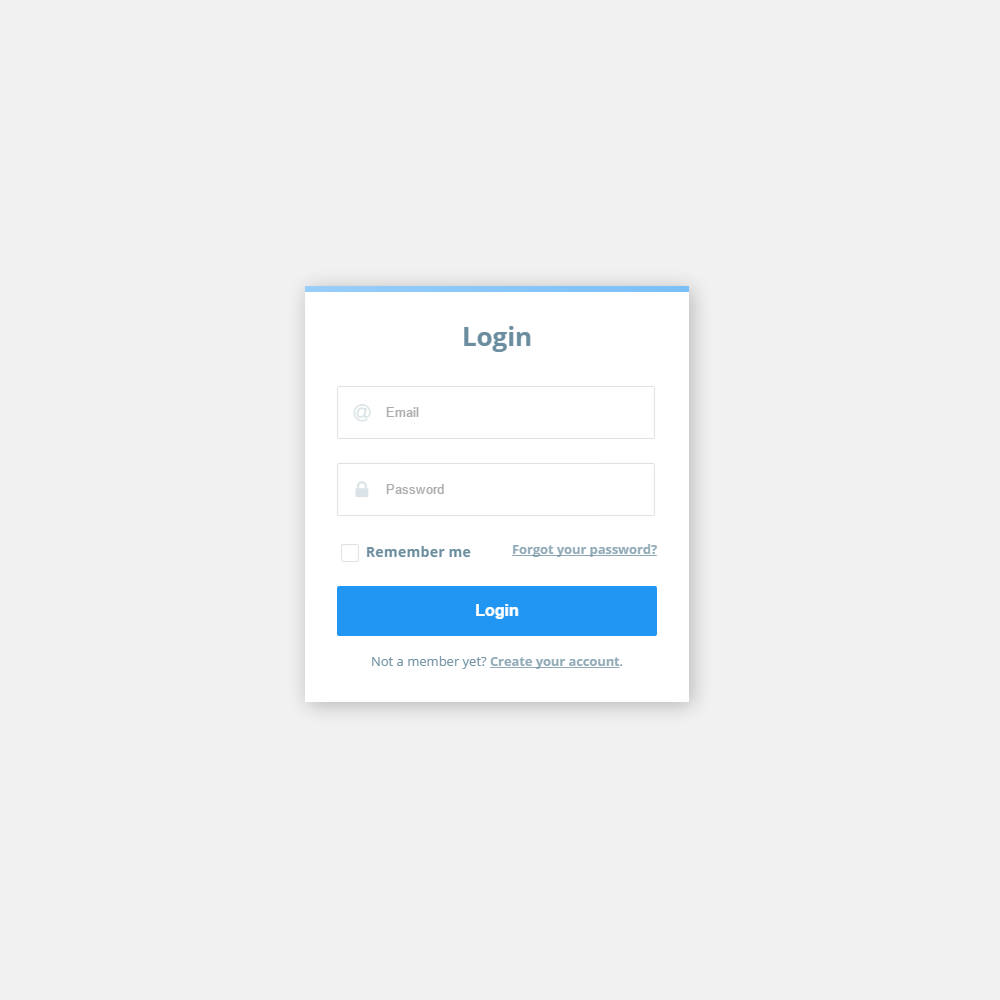 Login
@ Email
Password
Remember me Forgot your password?
Login
Not a member yet? Create your account.